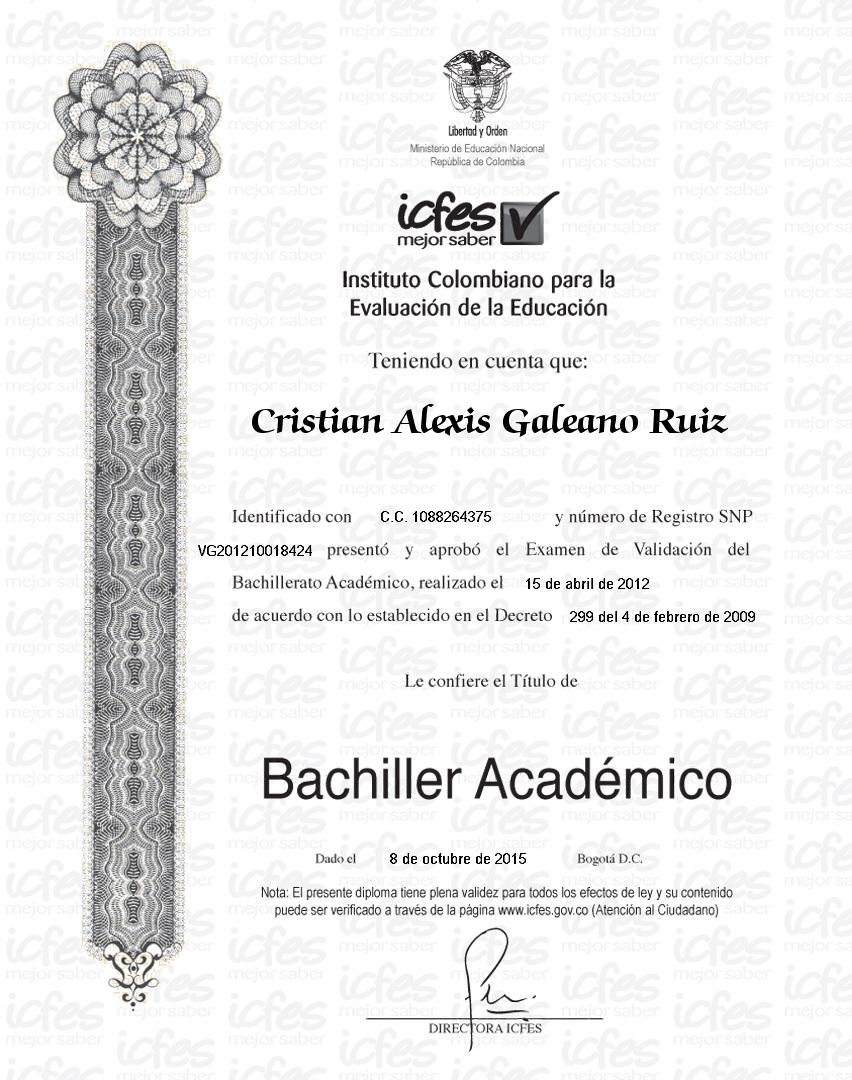 Libertad y Orden
Ministerio de Educación Nacional
República de Colombia
icfes
mejor saber
Instituto Colombiano para la
Evaluación de la Educación
Teniendo en cuenta que:
Cristian Alexis Galeano Ruiz
Identificado con C.C. 1088264375 y número de Registro SNP
VG201210018424 presentó y aprobó el Examen de Validación del
Bachillerato Académico, realizado el 15 de abril de 2012
de acuerdo con lo establecido en el Decreto 299 del 4 de febrero de 2009
Le confiere el Título de
Bachiller Académico
Dado el 8 de octubre de 2015 Bogotá D.C.
Nota: El presente diploma tiene plena validez para todos los efectos de ley y su contenido
puede ser verificado a través de la página www.icfes.gov.co (Atención al Ciudadano)
DIRECTORA ICFES